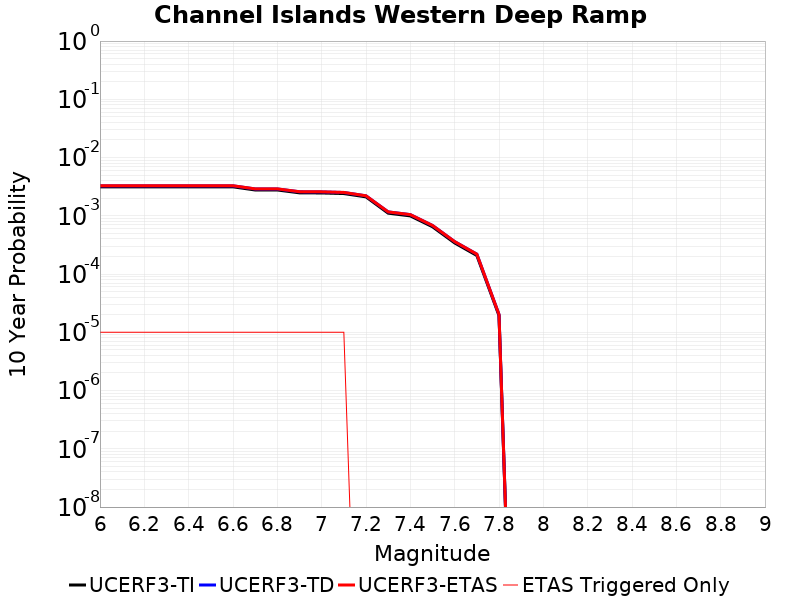 Channel Islands Western Deep Ramp
10^0
10^-1
10^-2
10^-3
10^-4
10^-5
10^-6
10^-7
10^-8
10 Year Probability
6 6.2 6.4 6.6 6.8 7 7.2 7.4 7.6 7.8 8 8.2 8.4 8.6 8.8 9
Magnitude
UCERF3-TI UCERF3-TD UCERF3-ETAS ETAS Triggered Only